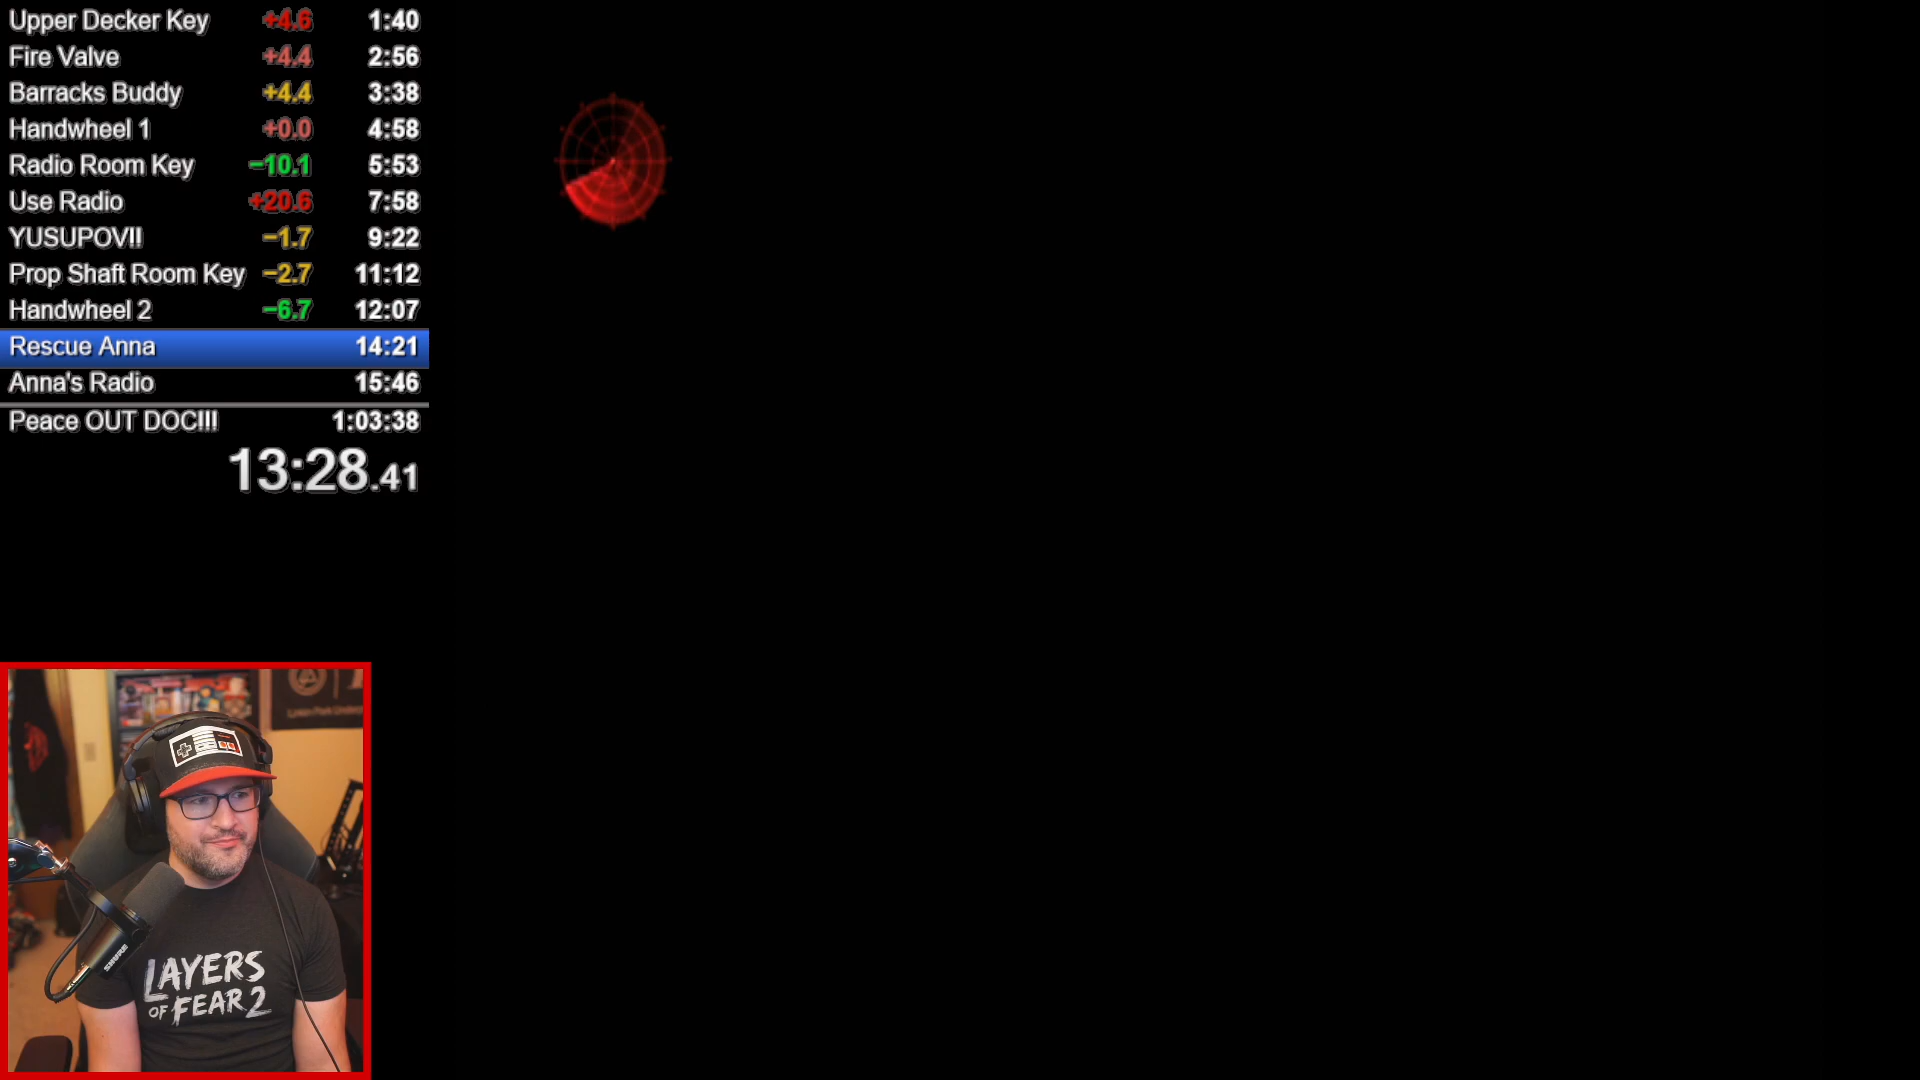 Upper Decker Key +4.6 1:40
Fire Valve +4.4 2:56
Barracks Buddy +4.4 3:38
Handwheel 1 +0.0 4:58
Radio Room Key −10.1 5:53
Use Radio +20.6 7:58
YUSUPOV!! −1.7 9:22
Prop Shaft Room Key −2.7 11:12
Handwheel 2 −6.7 12:07
Rescue Anna 14:21
Anna's Radio 15:46
Peace OUT DOC!!! 1:03:38
13:28.41
SHURE
LAYERS
OF FEAR 2